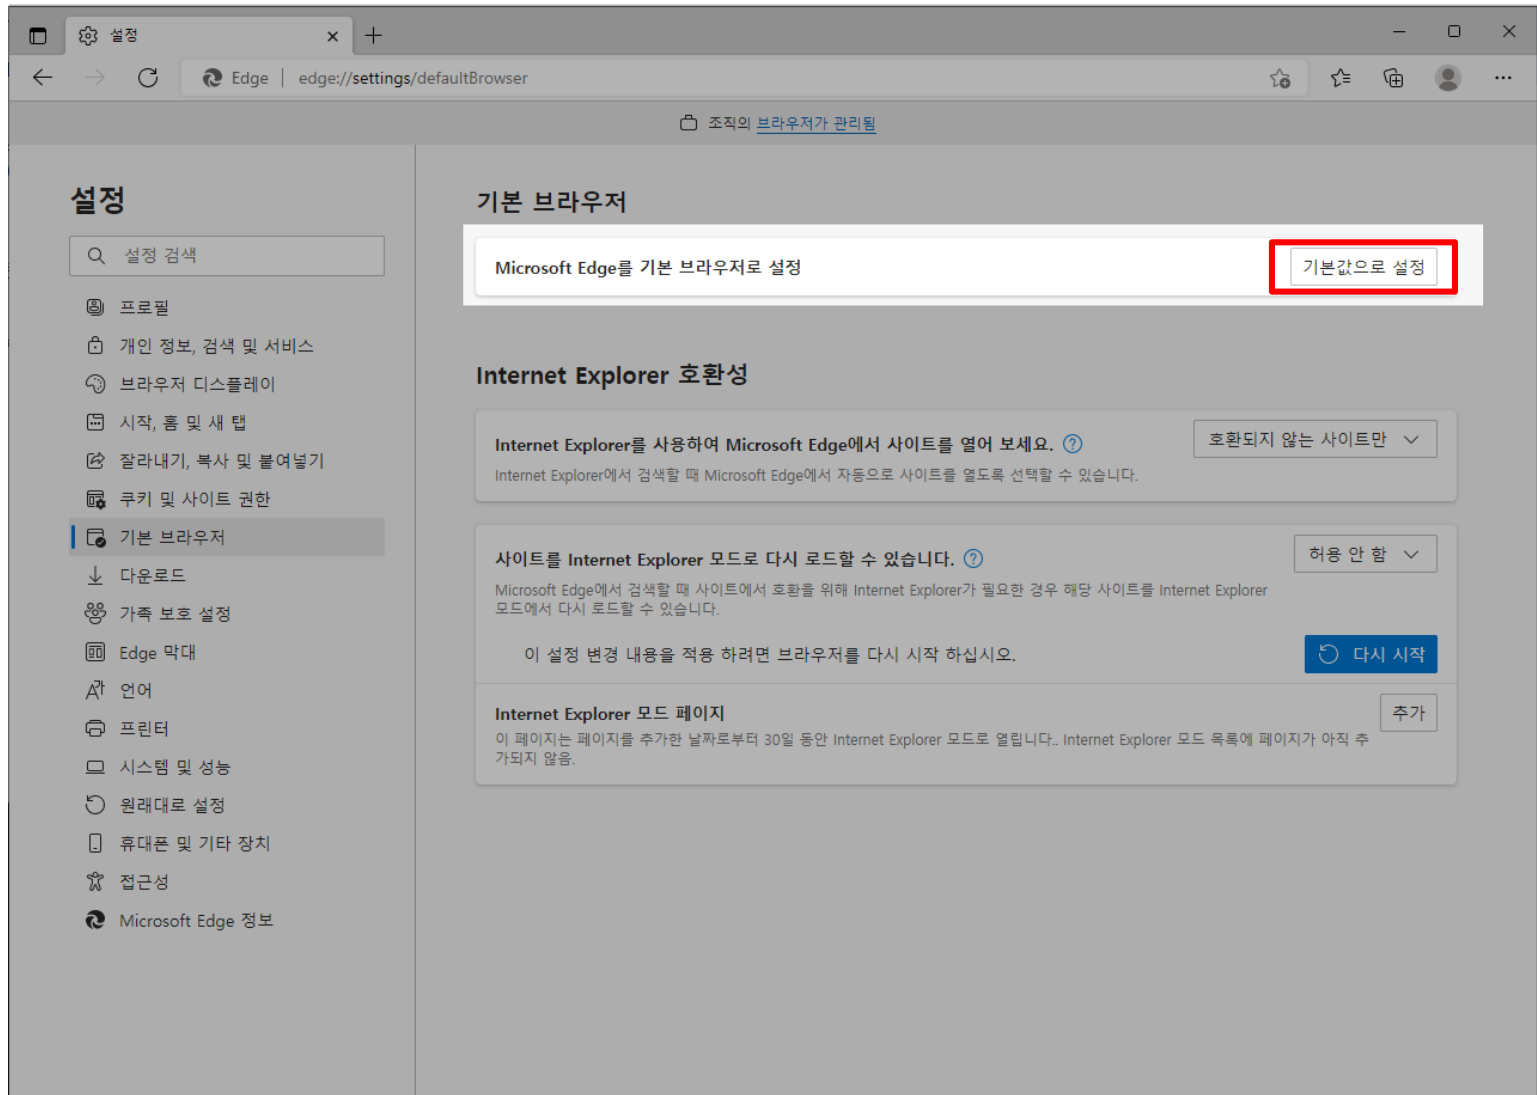 설정
Edge
edge://settings/defaultBrowser
조직의 브라우저가 관리됨
설정
설정 검색
프로필
개인 정보, 검색 및 서비스
브라우저 디스플레이
시작, 홈 및 새 탭
잘라내기, 복사 및 붙여넣기
쿠키 및 사이트 권한
기본 브라우저
다운로드
가족 보호 설정
Edge 막대
언어
프린터
시스템 및 성능
원래대로 설정
휴대폰 및 기타 장치
접근성
Microsoft Edge 정보
기본 브라우저
Microsoft Edge를 기본 브라우저로 설정
기본값으로 설정
Internet Explorer 호환성
Internet Explorer를 사용하여 Microsoft Edge에서 사이트를 열어 보세요.
호환되지 않는 사이트만
Internet Explorer에서 검색할 때 Microsoft Edge에서 자동으로 사이트를 열도록 선택할 수 있습니다.
사이트를 Internet Explorer 모드로 다시 로드할 수 있습니다.
허용 안 함
Microsoft Edge에서 검색할 때 사이트에서 호환을 위해 Internet Explorer가 필요한 경우 해당 사이트를 Internet Explorer
모드에서 다시 로드할 수 있습니다.
이 설정 변경 내용을 적용 하려면 브라우저를 다시 시작 하십시오.
다시 시작
Internet Explorer 모드 페이지
추가
이 페이지는 페이지를 추가한 날짜로부터 30일 동안 Internet Explorer 모드로 열립니다.. Internet Explorer 모드 목록에 페이지가 아직 추
가되지 않음.